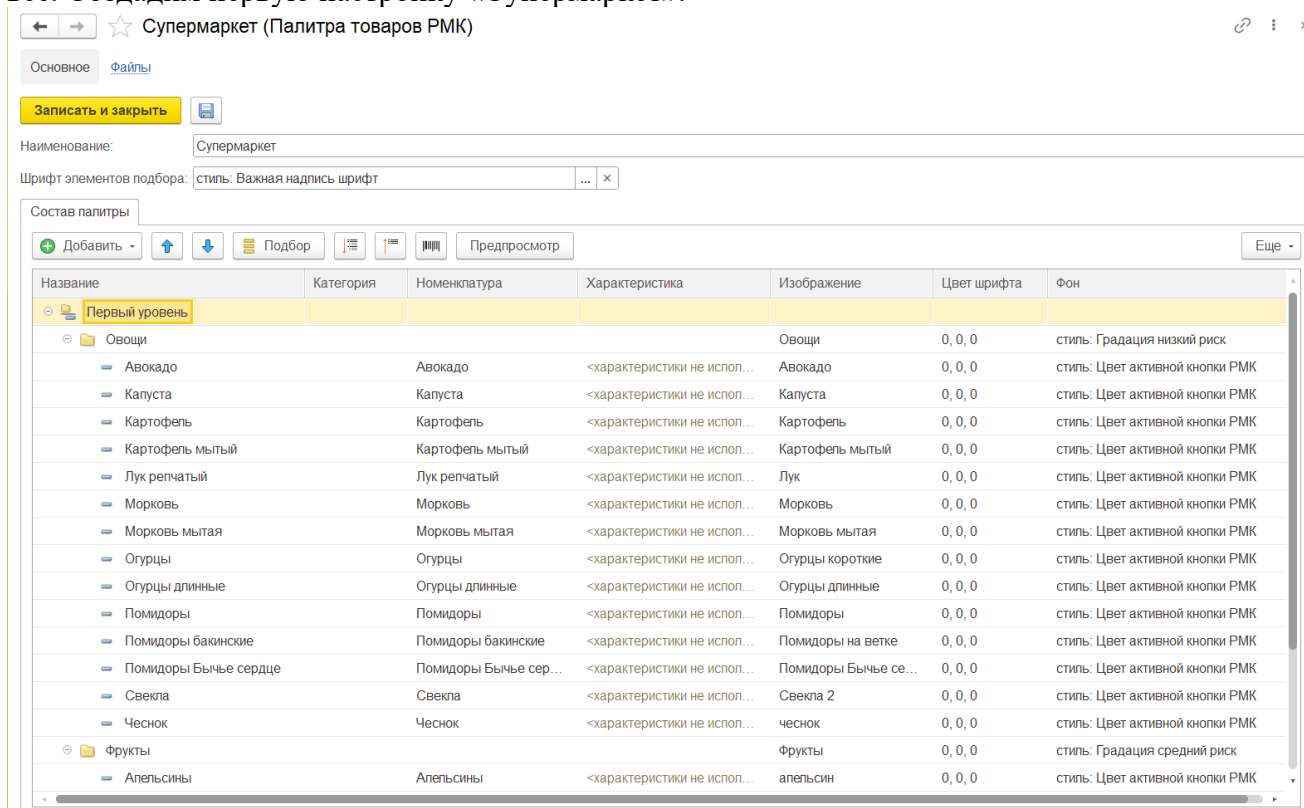 Супермаркет (Палитра товаров РМК)
Основное Файлы
Записать и закрыть
Наименование: Супермаркет
Шрифт элементов подбора: стиль: Важная надпись шрифт ... ×
Состав палитры
Добавить Подбор Предпросмотр Еще
Название Категория Номенклатура Характеристика Изображение Цвет шрифта Фон
Первый уровень
Овощи Овощи 0, 0, 0 стиль: Градация низкий риск
Авокадо Авокадо <характеристики не испол... Авокадо 0, 0, 0 стиль: Цвет активной кнопки РМК
Капуста Капуста <характеристики не испол... Капуста 0, 0, 0 стиль: Цвет активной кнопки РМК
Картофель Картофель <характеристики не испол... Картофель 0, 0, 0 стиль: Цвет активной кнопки РМК
Картофель мытый Картофель мытый <характеристики не испол... Картофель мытый 0, 0, 0 стиль: Цвет активной кнопки РМК
Лук репчатый Лук репчатый <характеристики не испол... Лук 0, 0, 0 стиль: Цвет активной кнопки РМК
Морковь Морковь <характеристики не испол... Морковь 0, 0, 0 стиль: Цвет активной кнопки РМК
Морковь мытая Морковь мытая <характеристики не испол... Морковь мытая 0, 0, 0 стиль: Цвет активной кнопки РМК
Огурцы Огурцы <характеристики не испол... Огурцы короткие 0, 0, 0 стиль: Цвет активной кнопки РМК
Огурцы длинные Огурцы длинные <характеристики не испол... Огурцы длинные 0, 0, 0 стиль: Цвет активной кнопки РМК
Помидоры Помидоры <характеристики не испол... Помидоры 0, 0, 0 стиль: Цвет активной кнопки РМК
Помидоры бакинские Помидоры бакинские <характеристики не испол... Помидоры на ветке 0, 0, 0 стиль: Цвет активной кнопки РМК
Помидоры Бычье сердце Помидоры Бычье сер... <характеристики не испол... Помидоры Бычье се... 0, 0, 0 стиль: Цвет активной кнопки РМК
Свекла Свекла <характеристики не испол... Свекла 2 0, 0, 0 стиль: Цвет активной кнопки РМК
Чеснок Чеснок <характеристики не испол... чеснок 0, 0, 0 стиль: Цвет активной кнопки РМК
Фрукты Фрукты 0, 0, 0 стиль: Градация средний риск
Апельсины Апельсины <характеристики не испол... апельсин 0, 0, 0 стиль: Цвет активной кнопки РМК